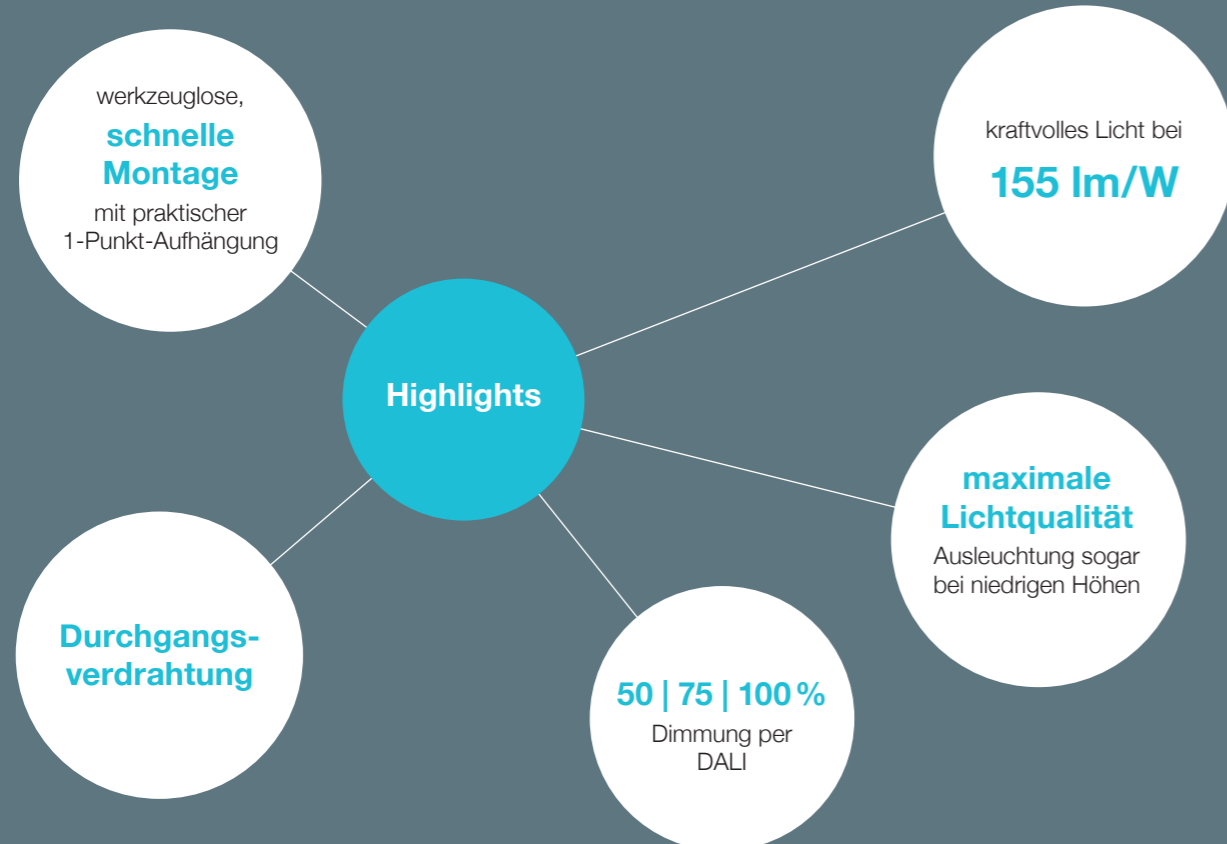 werkzeuglose,
schnelle
Montage
mit praktischer
1-Punkt-Aufhängung
kraftvolles Licht bei
155 lm/W
Highlights
maximale
Lichtqualität
Ausleuchtung sogar
bei niedrigen Höhen
Durchgangs-
verdrahtung
50 | 75 | 100 %
Dimmung per
DALI